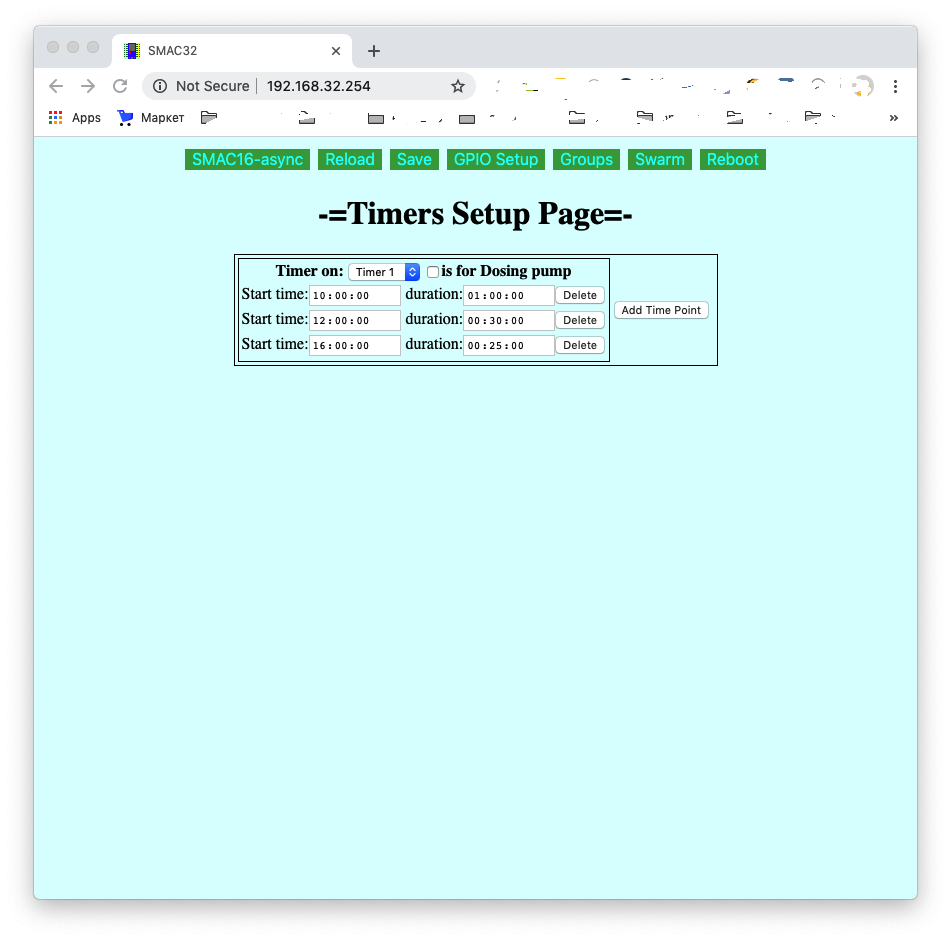 SMAC32
Not Secure 192.168.32.254
Apps Маркет »
SMAC16-async Reload Save GPIO Setup Groups Swarm Reboot
-=Timers Setup Page=-
Timer on: Timer 1 is for Dosing pump
Start time: 10:00:00 duration: 01:00:00 Delete
Start time: 12:00:00 duration: 00:30:00 Delete
Start time: 16:00:00 duration: 00:25:00 Delete
Add Time Point